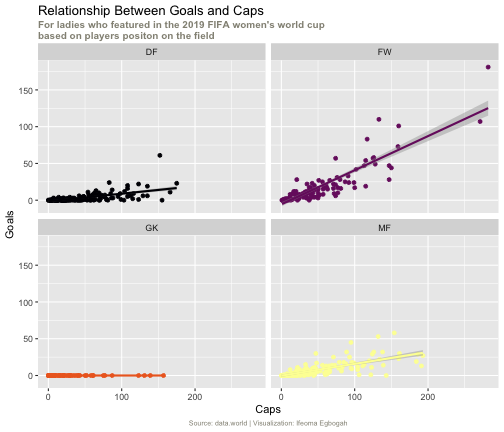 Relationship Between Goals and Caps
For ladies who featured in the 2019 FIFA women's world cup
based on players positon on the field
DF
FW
150
100
50
0
GK
MF
150
100
50
0
Goals
0
100
200
0
100
200
Caps
Source: data.world | Visualization: Ifeoma Egbogah